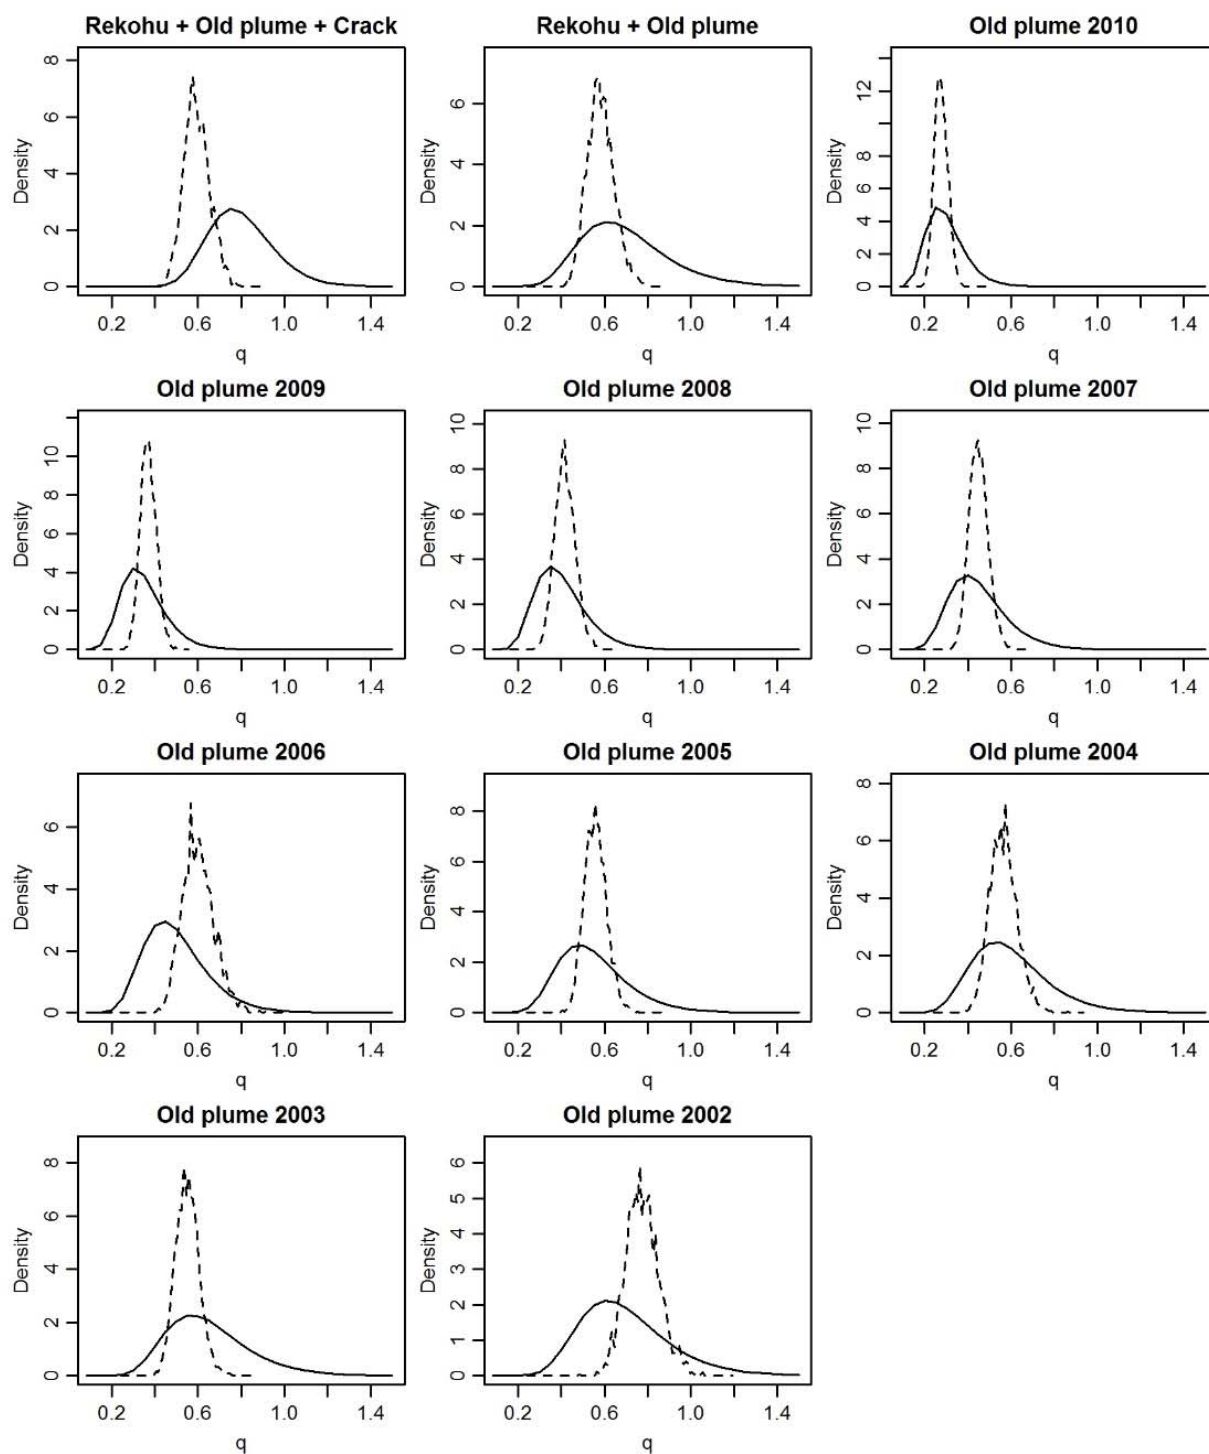 Rekohu + Old plume + Crack
Density
0 2 4 6 8
0.2 0.6 1.0 1.4
q
Rekohu + Old plume
Density
0 2 4 6
0.2 0.6 1.0 1.4
q
Old plume 2010
Density
0 2 4 6 8 12
0.2 0.6 1.0 1.4
q
Old plume 2009
Density
0 2 4 6 8 10
0.2 0.6 1.0 1.4
q
Old plume 2008
Density
0 2 4 6 8 10
0.2 0.6 1.0 1.4
q
Old plume 2007
Density
0 2 4 6 8 10
0.2 0.6 1.0 1.4
q
Old plume 2006
Density
0 2 4 6
0.2 0.6 1.0 1.4
q
Old plume 2005
Density
0 2 4 6 8
0.2 0.6 1.0 1.4
q
Old plume 2004
Density
0 2 4 6 8
0.2 0.6 1.0 1.4
q
Old plume 2003
Density
0 2 4 6 8
0.2 0.6 1.0 1.4
q
Old plume 2002
Density
0 1 2 3 4 5 6
0.2 0.6 1.0 1.4
q